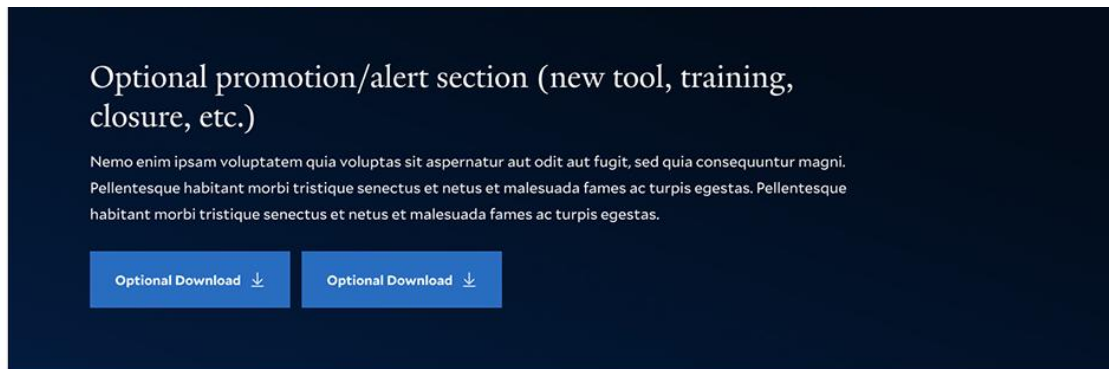 Optional promotion/alert section (new tool, training,
closure, etc.)
Nemo enim ipsam voluptatem quia voluptas sit aspernatur aut odit aut fugit, sed quia consequuntur magni.
Pellentesque habitant morbi tristique senectus et netus et malesuada fames ac turpis egestas. Pellentesque
habitant morbi tristique senectus et netus et malesuada fames ac turpis egestas.
Optional Download
Optional Download